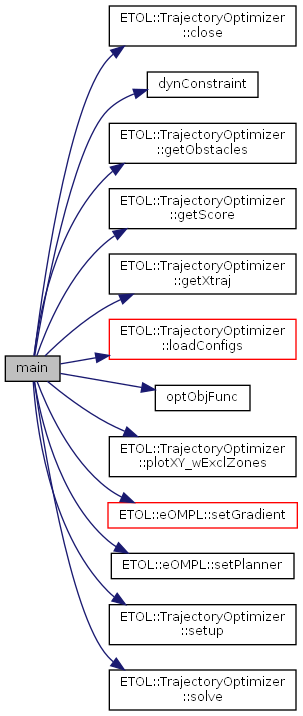 ETOL::TrajectoryOptimizer
::close
dynConstraint
ETOL::TrajectoryOptimizer
::getObstacles
ETOL::TrajectoryOptimizer
::getScore
ETOL::TrajectoryOptimizer
::getXtraj
ETOL::TrajectoryOptimizer
::loadConfigs
main
optObjFunc
ETOL::TrajectoryOptimizer
::plotXY_wExclZones
ETOL::eOMPL::setGradient
ETOL::eOMPL::setPlanner
ETOL::TrajectoryOptimizer
::setup
ETOL::TrajectoryOptimizer
::solve